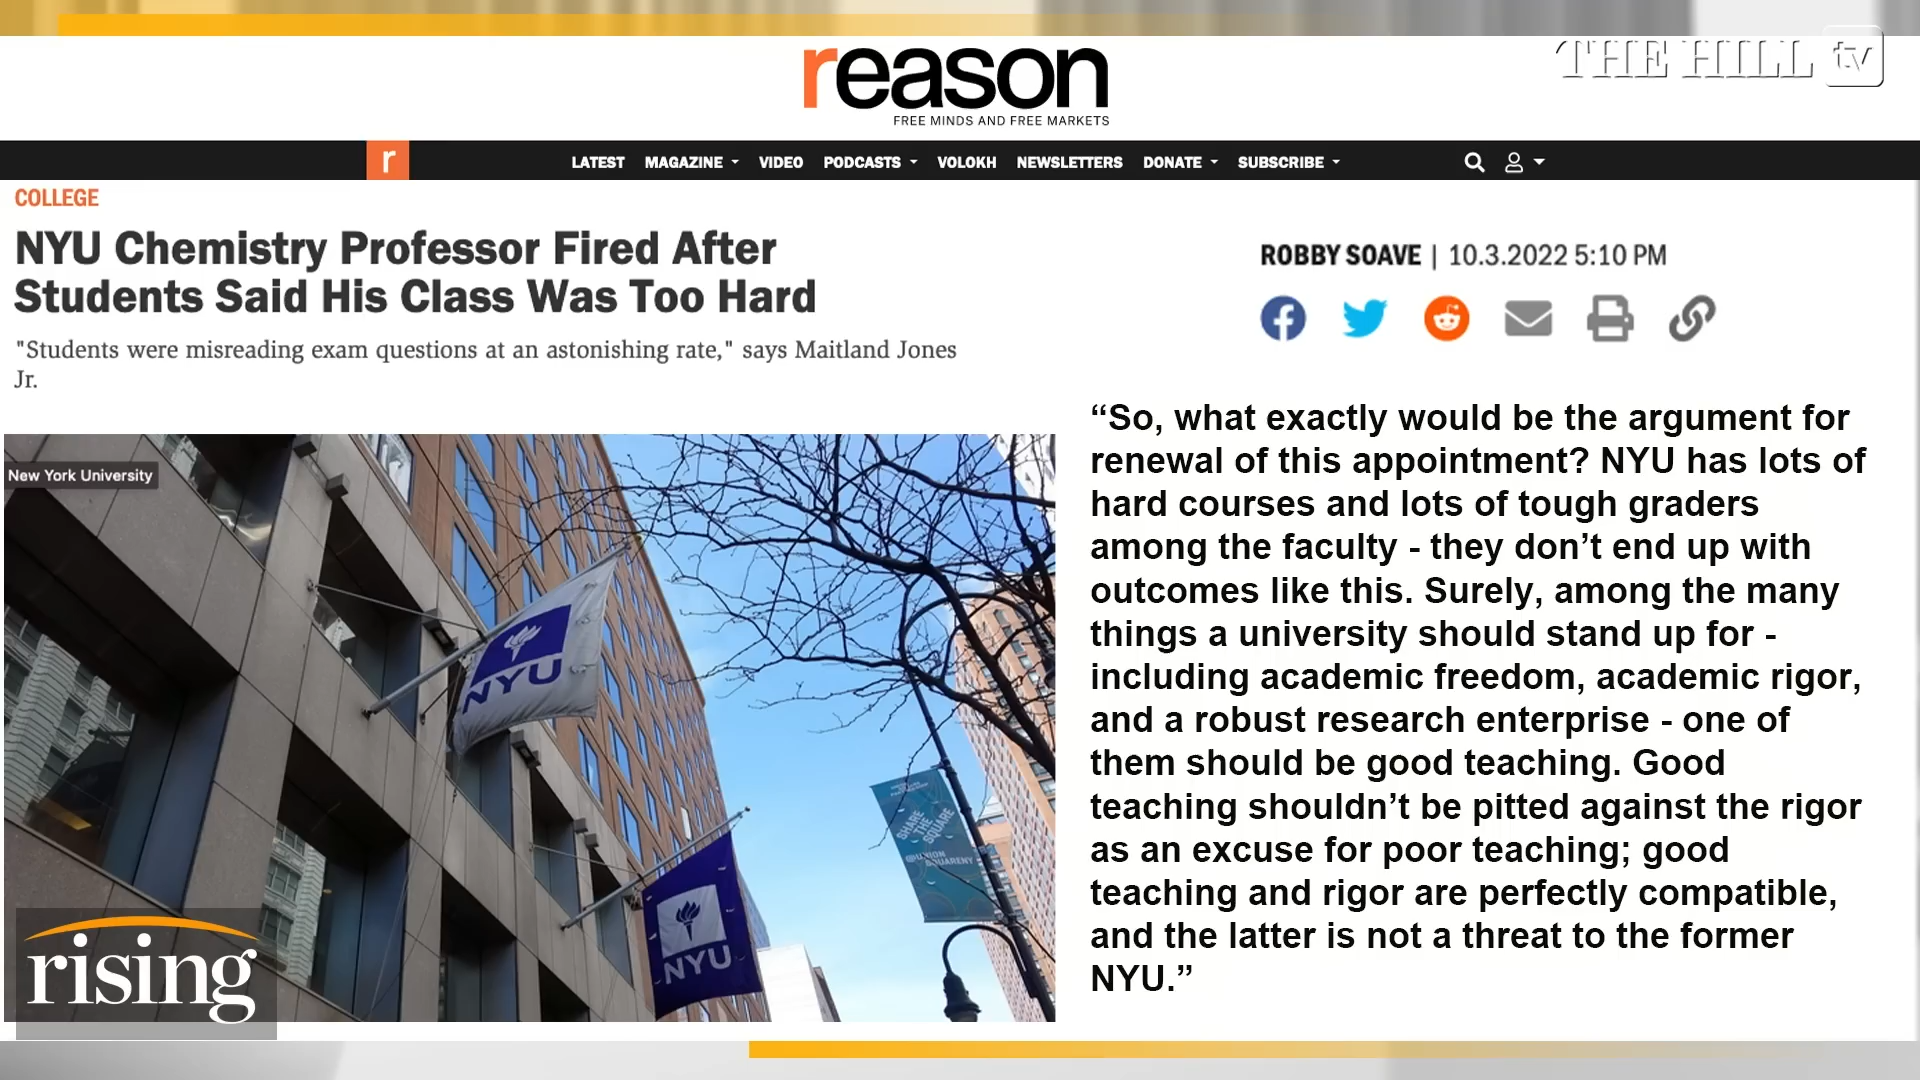 THE HILL tv
reason
FREE MINDS AND FREE MARKETS
r LATEST MAGAZINE VIDEO PODCASTS VOLOKH NEWSLETTERS DONATE SUBSCRIBE
COLLEGE
NYU Chemistry Professor Fired After
Students Said His Class Was Too Hard
"Students were misreading exam questions at an astonishing rate," says Maitland Jones
Jr.
ROBBY SOAVE | 10.3.2022 5:10 PM
New York University
NYU
SHARE
THE
SQUARE
@UNION
SQUARENY
NYU
rising
“So, what exactly would be the argument for
renewal of this appointment? NYU has lots of
hard courses and lots of tough graders
among the faculty - they don’t end up with
outcomes like this. Surely, among the many
things a university should stand up for -
including academic freedom, academic rigor,
and a robust research enterprise - one of
them should be good teaching. Good
teaching shouldn’t be pitted against the rigor
as an excuse for poor teaching; good
teaching and rigor are perfectly compatible,
and the latter is not a threat to the former
NYU.”